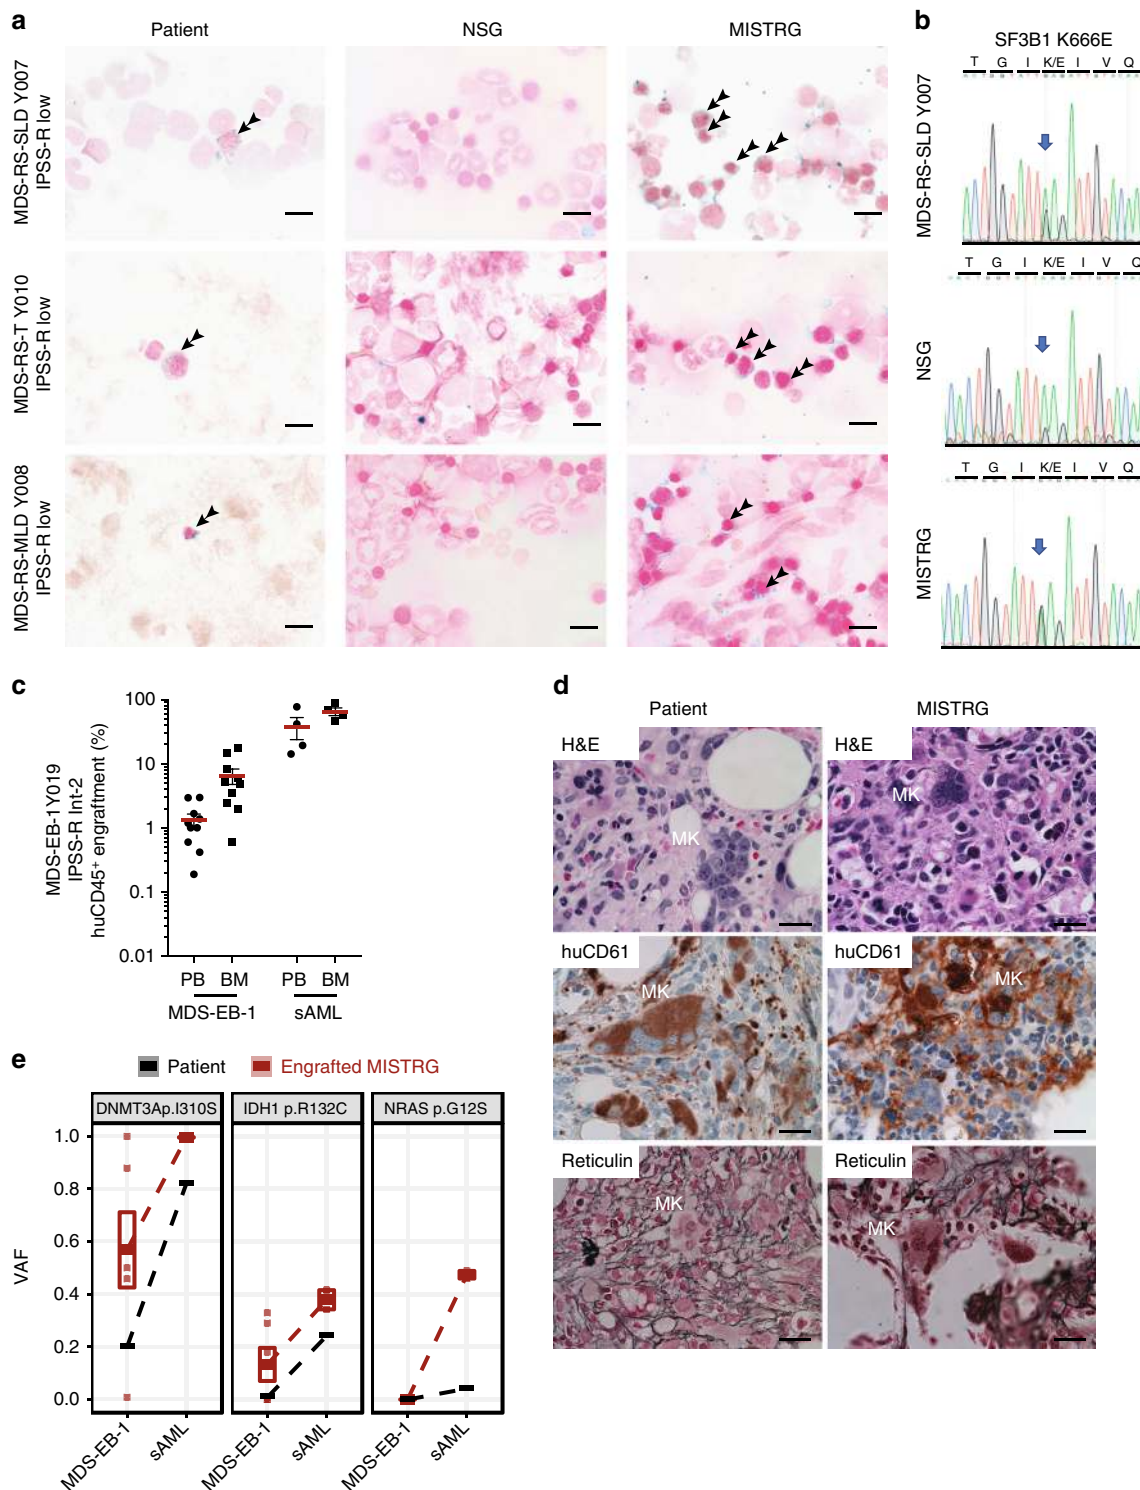 a
Patient
NSG
MISTRG
MDS-RS-SLD Y007
IPSS-R low
MDS-RS-T Y010
IPSS-R low
MDS-RS-MLD Y008
IPSS-R low
b
SF3B1 K666E
T G I K/E I V Q
MDS-RS-SLD Y007
T G I K/E I V Q
NSG
T G I K/E I V Q
MISTRG
c
MDS-EB-1 Y019
IPSS-R Int-2
huCD45+ engraftment (%)
100
10
1
0.1
0.01
PB BM PB BM
MDS-EB-1 sAML
d
Patient
MISTRG
H&E
MK
H&E
MK
huCD61
MK
huCD61
MK
Reticulin
MK
Reticulin
MK
e
Patient
Engrafted MISTRG
DNMT3Ap.I310S
IDH1 p.R132C
NRAS p.G12S
VAF
1.0
0.8
0.6
0.4
0.2
0.0
MDS-EB-1
sAML
MDS-EB-1
sAML
MDS-EB-1
sAML